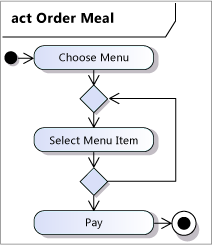 act Order Meal
Choose Menu
Select Menu Item
Pay